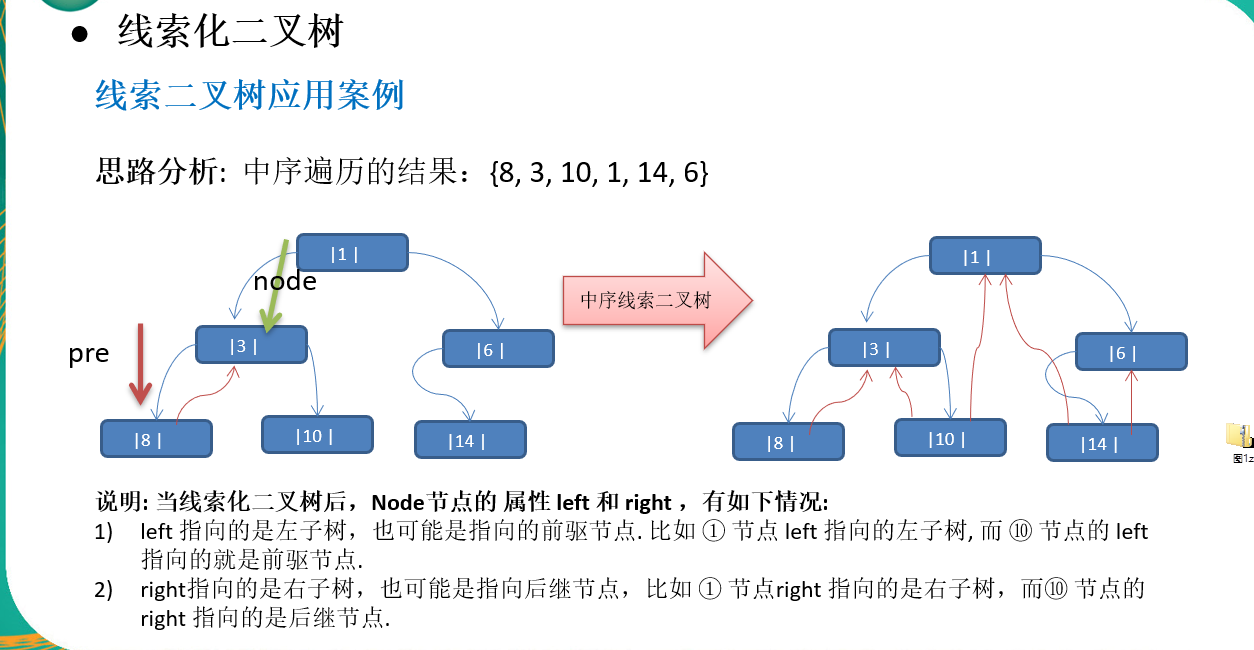 ● 线索化二叉树
线索二叉树应用案例
思路分析: 中序遍历的结果：{8, 3, 10, 1, 14, 6}
|1 |
|1 |
node
中序线索二叉树
|3 |
|6 |
|3 |
|6 |
pre
|8 |
|10 |
|14 |
|8 |
|10 |
|14 |
图1z
说明: 当线索化二叉树后，Node节点的 属性 left 和 right ，有如下情况:
1) left 指向的是左子树，也可能是指向的前驱节点. 比如 ① 节点 left 指向的左子树, 而 ⑩ 节点的 left
指向的就是前驱节点.
2) right指向的是右子树，也可能是指向后继节点，比如 ① 节点right 指向的是右子树，而⑩ 节点的
right 指向的是后继节点.